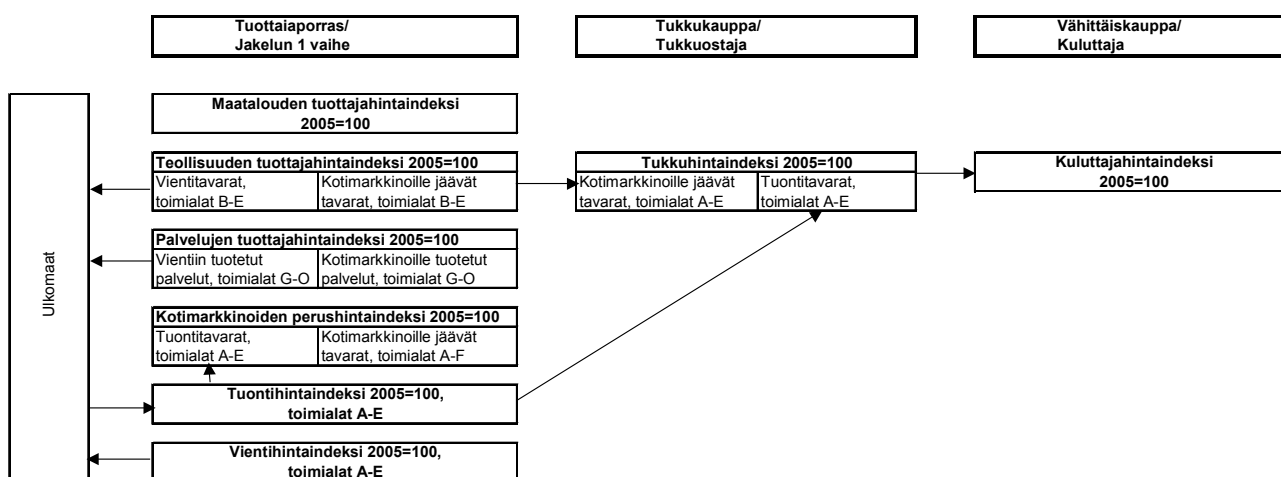 Tuottaiaporras/
Jakelun 1 vaihe
Tukkukauppa/
Tukkuostaja
Vähittäiskauppa/
Kuluttaja
Ulkomaat
Maatalouden tuottajahintaindeksi
2005=100
Teollisuuden tuottajahintaindeksi 2005=100
Vientitavarat,
toimialat B-E
Kotimarkkinoille jäävät
tavarat, toimialat B-E
Tukkuhintaindeksi 2005=100
Kotimarkkinoille jäävät
tavarat, toimialat A-E
Tuontitavarat,
toimialat A-E
Kuluttajahintaindeksi
2005=100
Palvelujen tuottajahintaindeksi 2005=100
Vientiin tuotetut
palvelut, toimialat G-O
Kotimarkkinoille tuotetut
palvelut, toimialat G-O
Kotimarkkinoiden perushintaindeksi 2005=100
Tuontitavarat,
toimialat A-E
Kotimarkkinoille jäävät
tavarat, toimialat A-F
Tuontihintaindeksi 2005=100,
toimialat A-E
Vientihintaindeksi 2005=100,
toimialat A-E